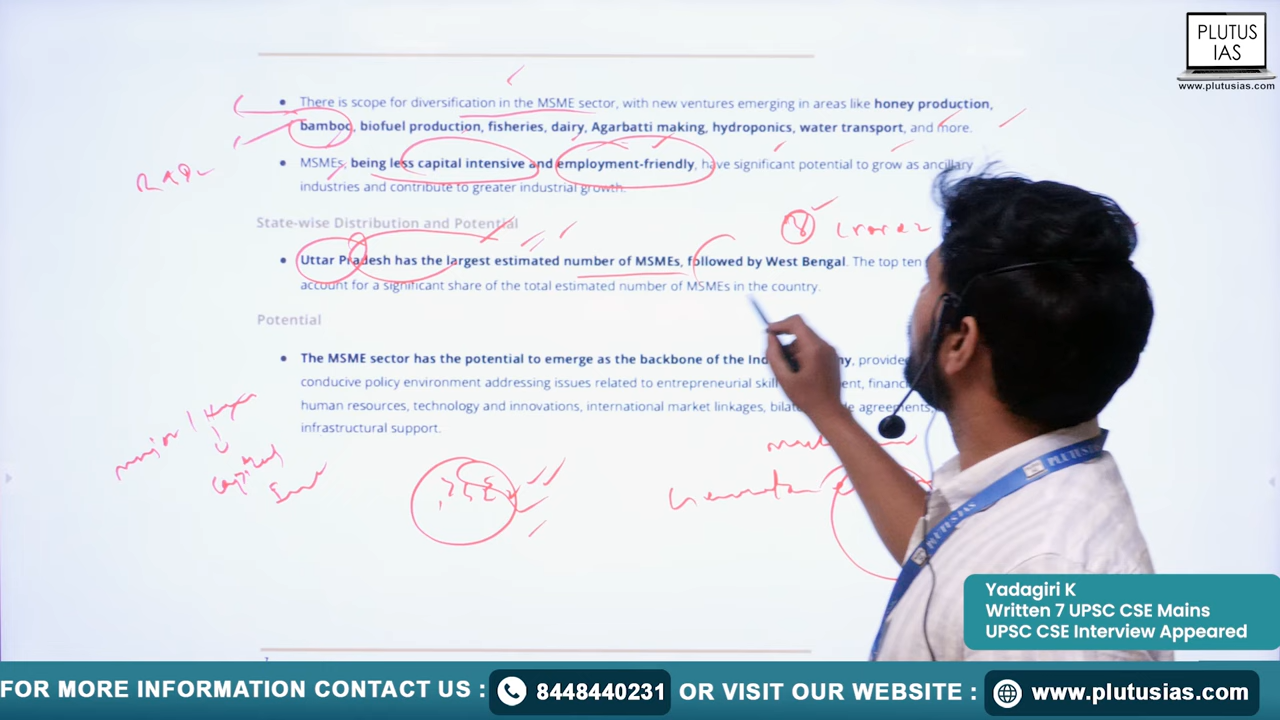 PLUTUS
IAS
www.plutusias.com
There is scope for diversification in the MSME sector, with new ventures emerging in areas like honey production,
bamboo, biofuel production, fisheries, dairy, Agarbatti making, hydroponics, water transport, and more.
MSMEs, being less capital intensive and employment-friendly, have significant potential to grow as ancillary
industries and contribute to greater industrial growth.
State-wise Distribution and Potential
8
Uttar Pradesh has the largest estimated number of MSMEs, followed by West Bengal. The top ten
account for a significant share of the total estimated number of MSMEs in the country.
Potential
The MSME sector has the potential to emerge as the backbone of the
conducive policy environment addressing issues related to entrepreneurial
human resources, technology and innovations, international market linkages,
infrastructural support.
PLUTUS IAS
Yadagiri K
Written 7 UPSC CSE Mains
UPSC CSE Interview Appeared
FOR MORE INFORMATION CONTACT US : 8448440231 OR VISIT OUR WEBSITE : www.plutusias.com